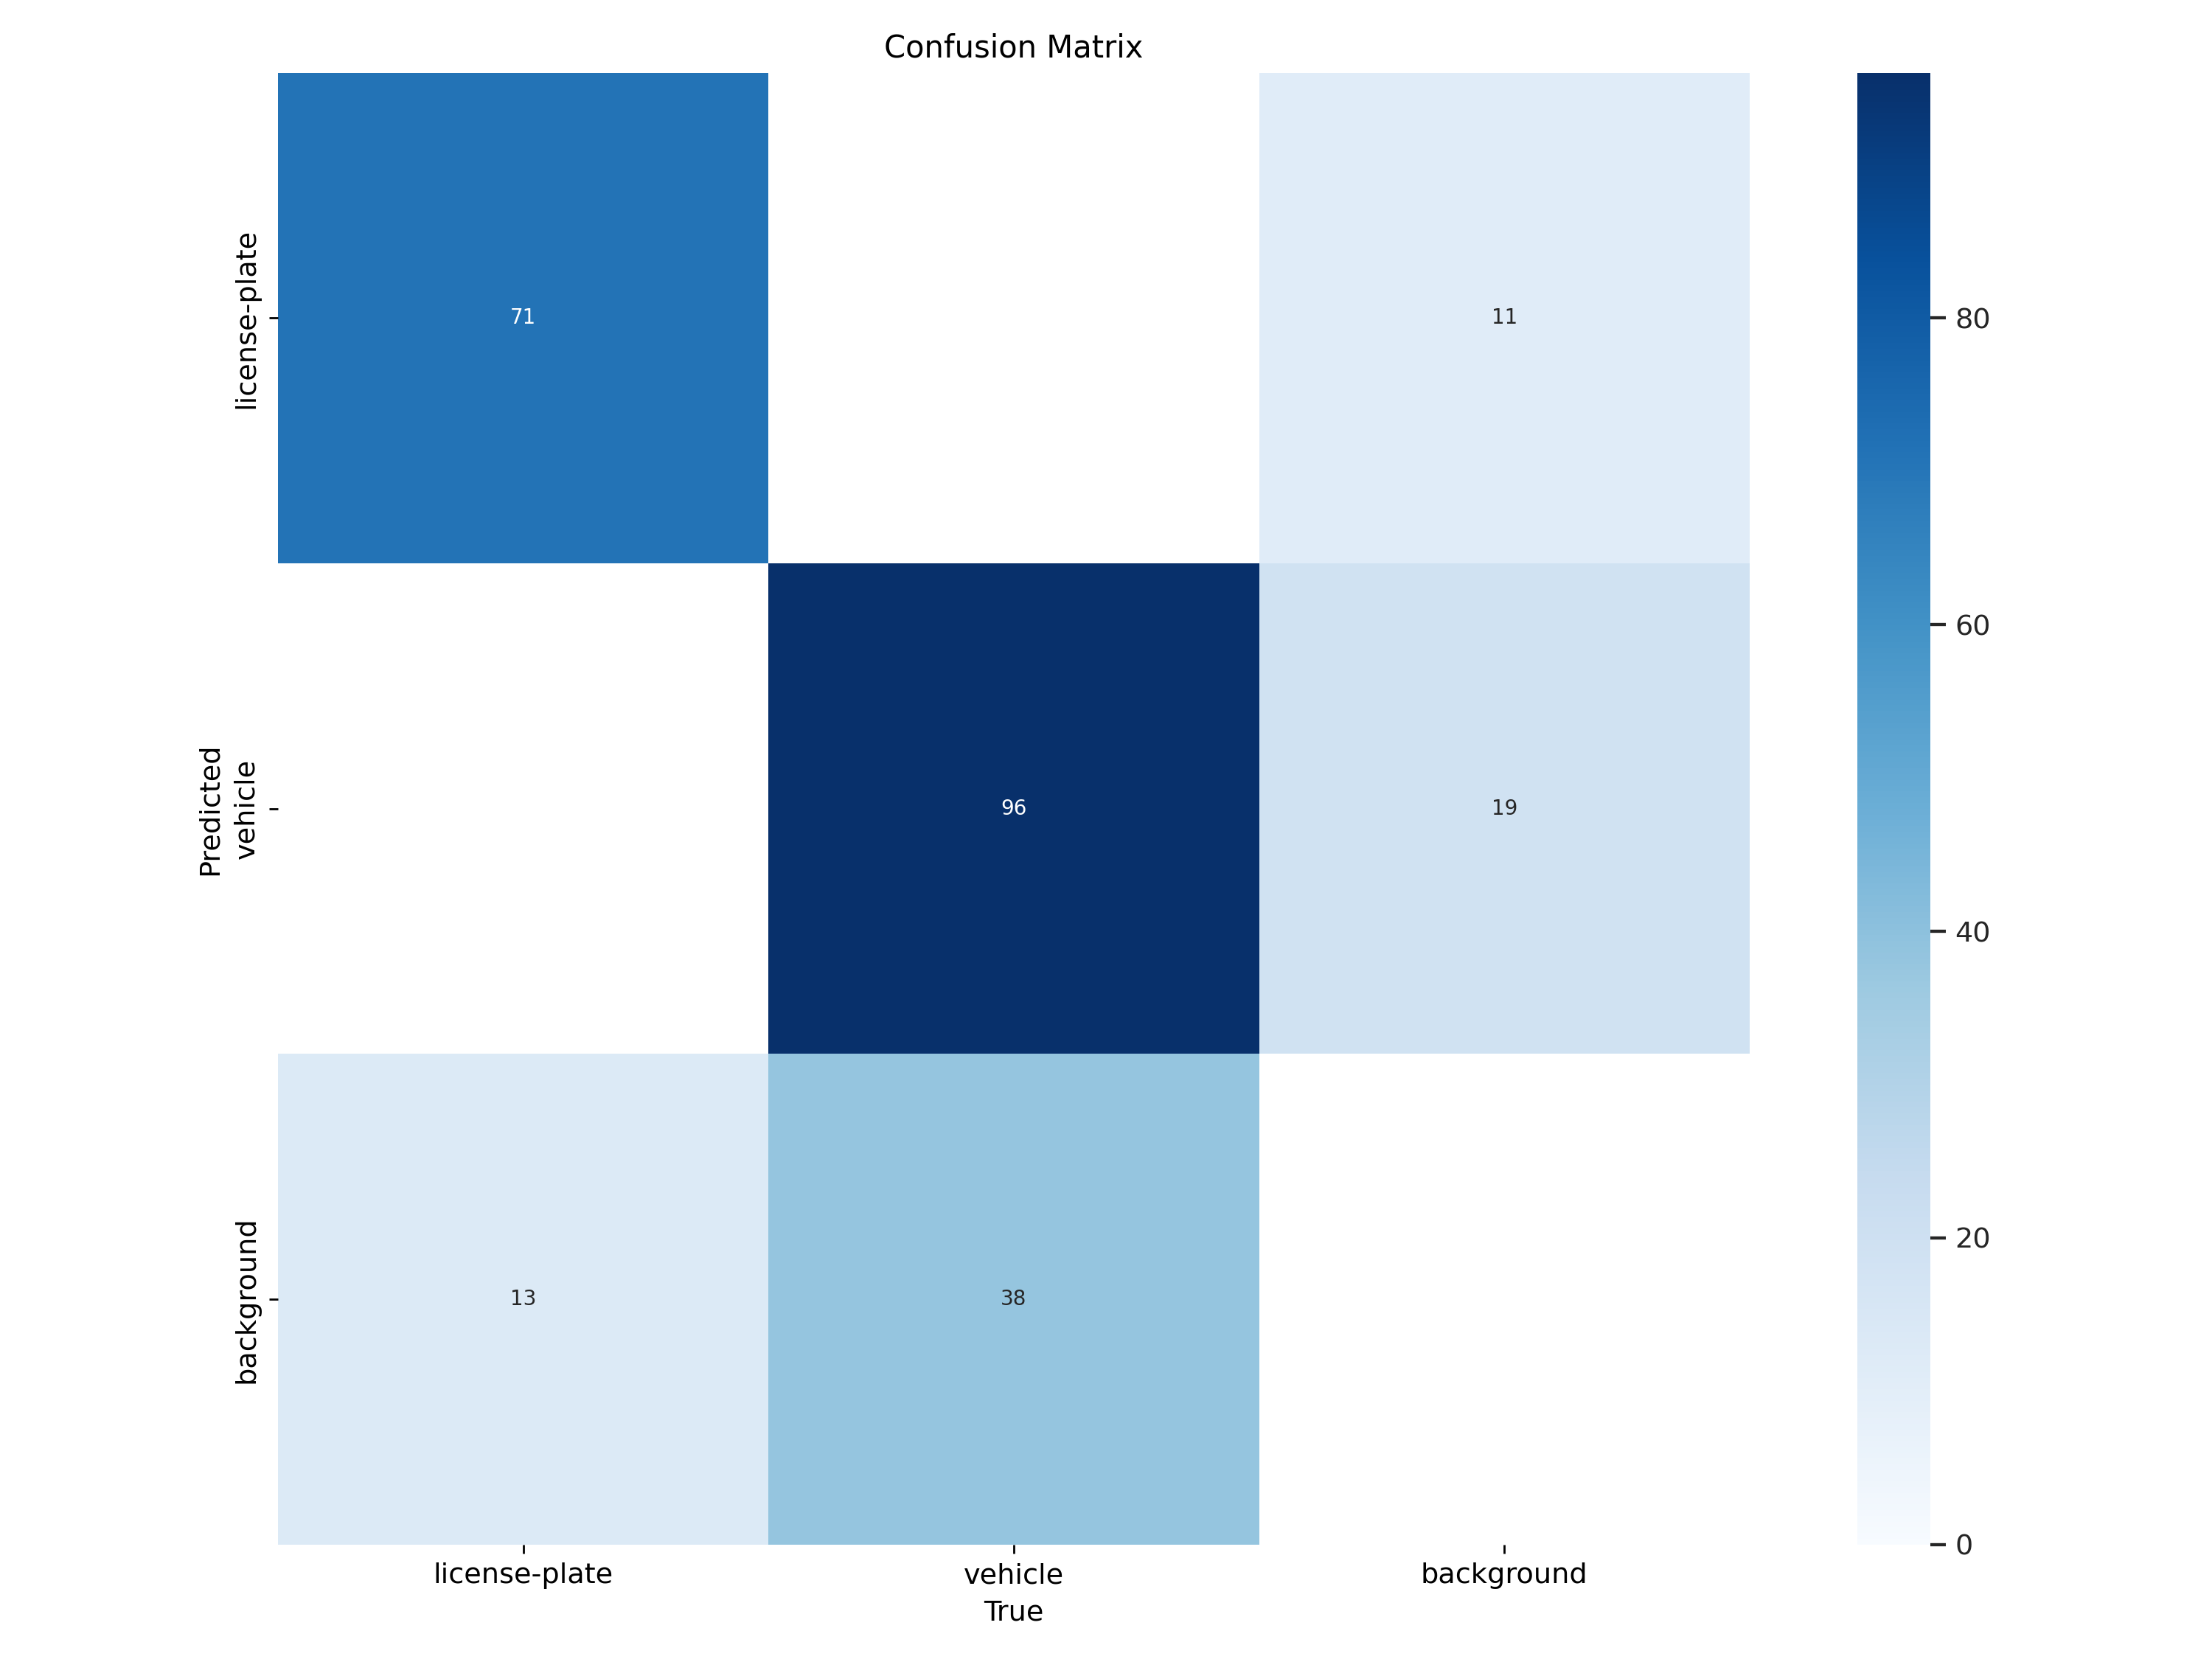 Confusion Matrix
license-plate
71
11
80
60
Predicted
vehicle
96
19
40
20
background
13
38
0
license-plate
vehicle
background
True